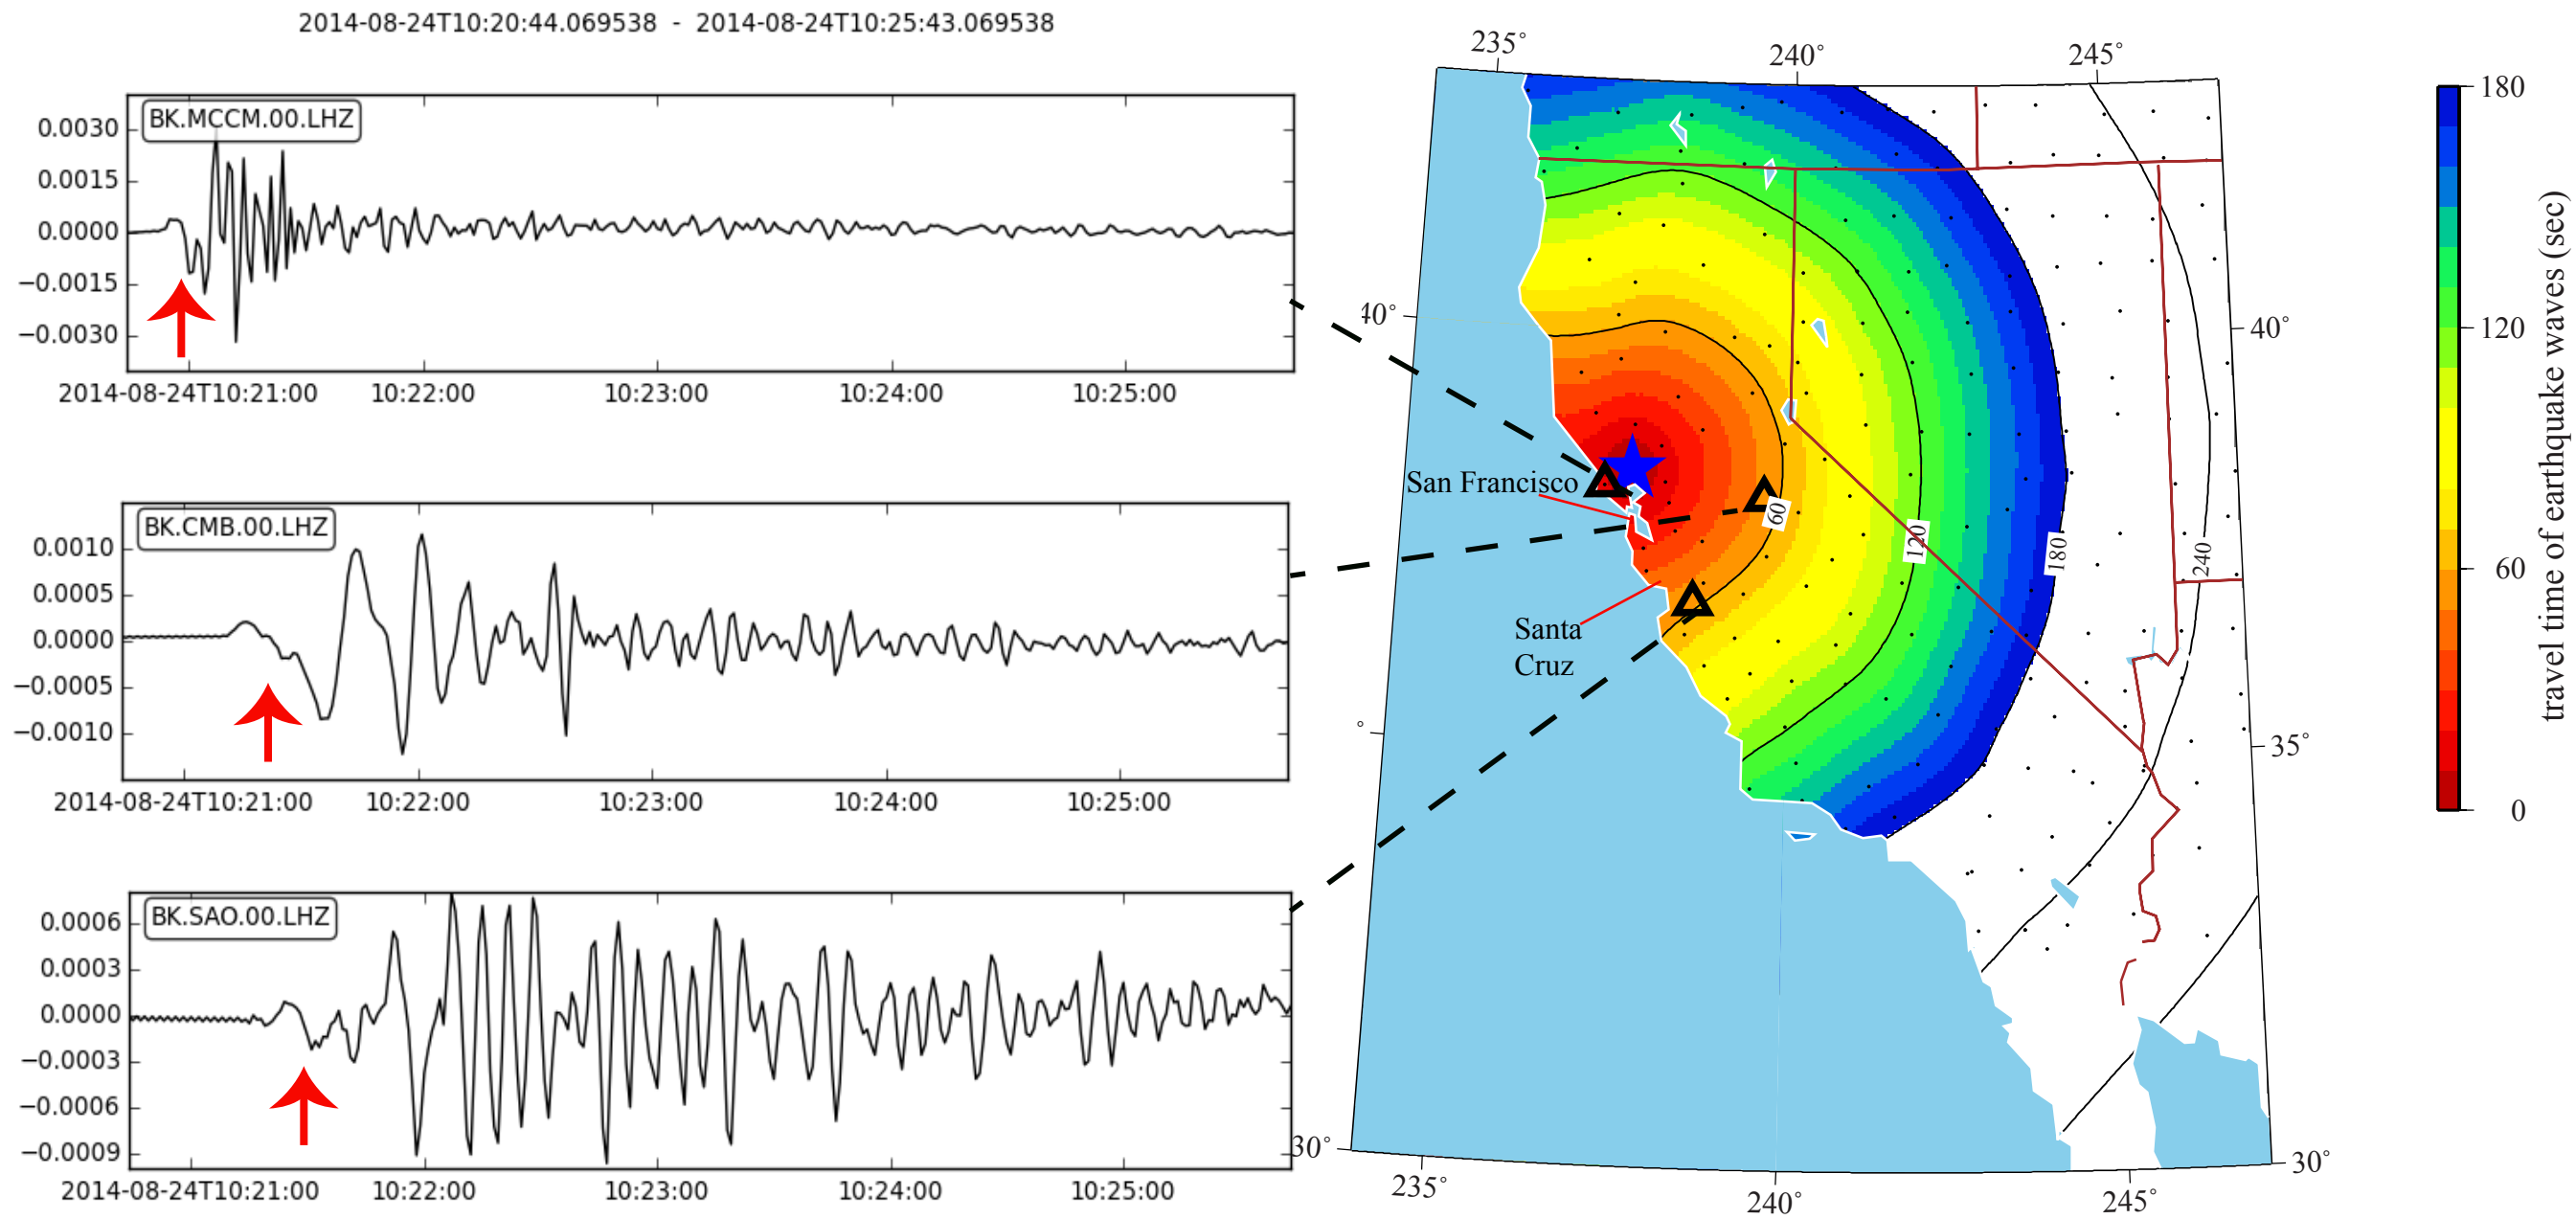 2014-08-24T10:20:44.069538 - 2014-08-24T10:25:43.069538
BK.MCCM.00.LHZ
0.0030
0.0015
0.0000
−0.0015
−0.0030
2014-08-24T10:21:00 10:22:00 10:23:00 10:24:00 10:25:00
BK.CMB.00.LHZ
0.0010
0.0005
0.0000
−0.0005
−0.0010
2014-08-24T10:21:00 10:22:00 10:23:00 10:24:00 10:25:00
BK.SAO.00.LHZ
0.0006
0.0003
0.0000
−0.0003
−0.0006
−0.0009
2014-08-24T10:21:00 10:22:00 10:23:00 10:24:00 10:25:00
235° 240° 245°
40° 40°
San Francisco
60
120
180
240
Santa
Cruz
° 35°
30° 30°
235° 240° 245°
180
120
60
0
travel time of earthquake waves (sec)